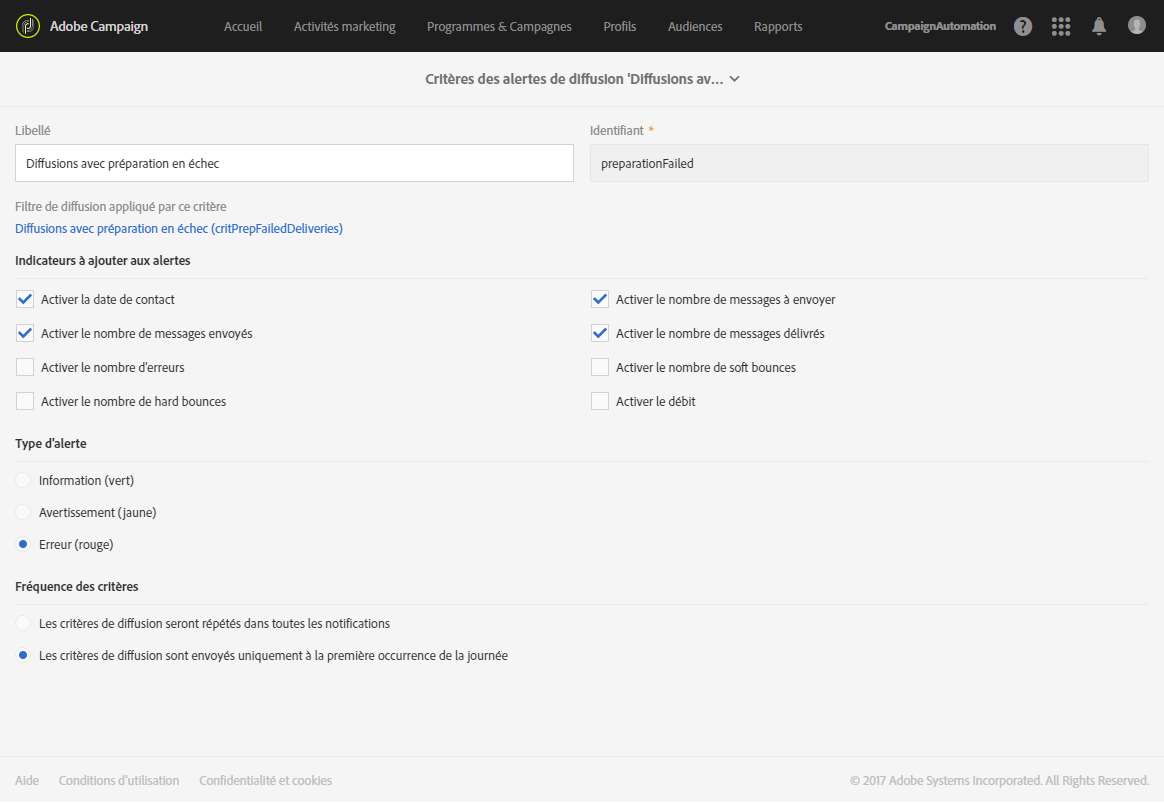 Adobe Campaign Accueil Activités marketing Programmes & Campagnes Profils Audiences Rapports CampaignAutomation ?
Critères des alertes de diffusion 'Diffusions av…
Libellé Identifiant *
Diffusions avec préparation en échec preparationFailed
Filtre de diffusion appliqué par ce critère
Diffusions avec préparation en échec (critPrepFailedDeliveries)
Indicateurs à ajouter aux alertes
Activer la date de contact Activer le nombre de messages à envoyer
Activer le nombre de messages envoyés Activer le nombre de messages délivrés
Activer le nombre d'erreurs Activer le nombre de soft bounces
Activer le nombre de hard bounces Activer le débit
Type d'alerte
Information (vert)
Avertissement (jaune)
Erreur (rouge)
Fréquence des critères
Les critères de diffusion seront répétés dans toutes les notifications
Les critères de diffusion sont envoyés uniquement à la première occurrence de la journée
Aide Conditions d'utilisation Confidentialité et cookies © 2017 Adobe Systems Incorporated. All Rights Reserved.